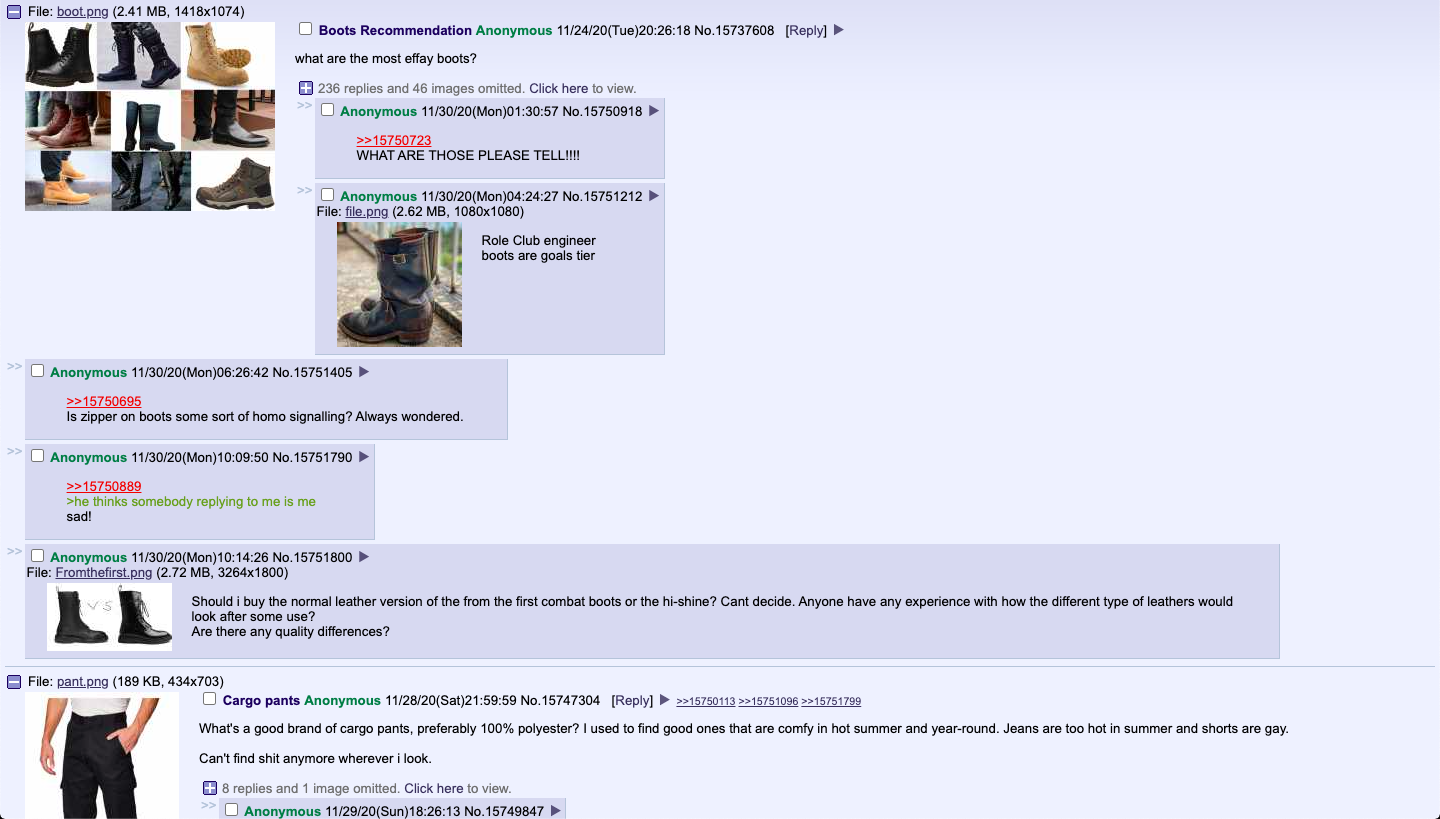 File: boot.png (2.41 MB, 1418x1074)
Boots Recommendation Anonymous 11/24/20(Tue)20:26:18 No.15737608 [Reply] ▶
what are the most effay boots?
236 replies and 46 images omitted. Click here to view.
>> Anonymous 11/30/20(Mon)01:30:57 No.15750918 ▶
>>15750723
WHAT ARE THOSE PLEASE TELL!!!!
>> Anonymous 11/30/20(Mon)04:24:27 No.15751212 ▶
File: file.png (2.62 MB, 1080x1080)
Role Club engineer
boots are goals tier
>> Anonymous 11/30/20(Mon)06:26:42 No.15751405 ▶
>>15750695
Is zipper on boots some sort of homo signalling? Always wondered.
>> Anonymous 11/30/20(Mon)10:09:50 No.15751790 ▶
>>15750889
>he thinks somebody replying to me is me
sad!
>> Anonymous 11/30/20(Mon)10:14:26 No.15751800 ▶
File: Fromthefirst.png (2.72 MB, 3264x1800)
VS
Should i buy the normal leather version of the from the first combat boots or the hi-shine? Cant decide. Anyone have any experience with how the different type of leathers would
look after some use?
Are there any quality differences?
File: pant.png (189 KB, 434x703)
Cargo pants Anonymous 11/28/20(Sat)21:59:59 No.15747304 [Reply] ▶ >>15750113 >>15751096 >>15751799
What's a good brand of cargo pants, preferably 100% polyester? I used to find good ones that are comfy in hot summer and year-round. Jeans are too hot in summer and shorts are gay.
Can't find shit anymore wherever i look.
8 replies and 1 image omitted. Click here to view.
>> Anonymous 11/29/20(Sun)18:26:13 No.15749847 ▶